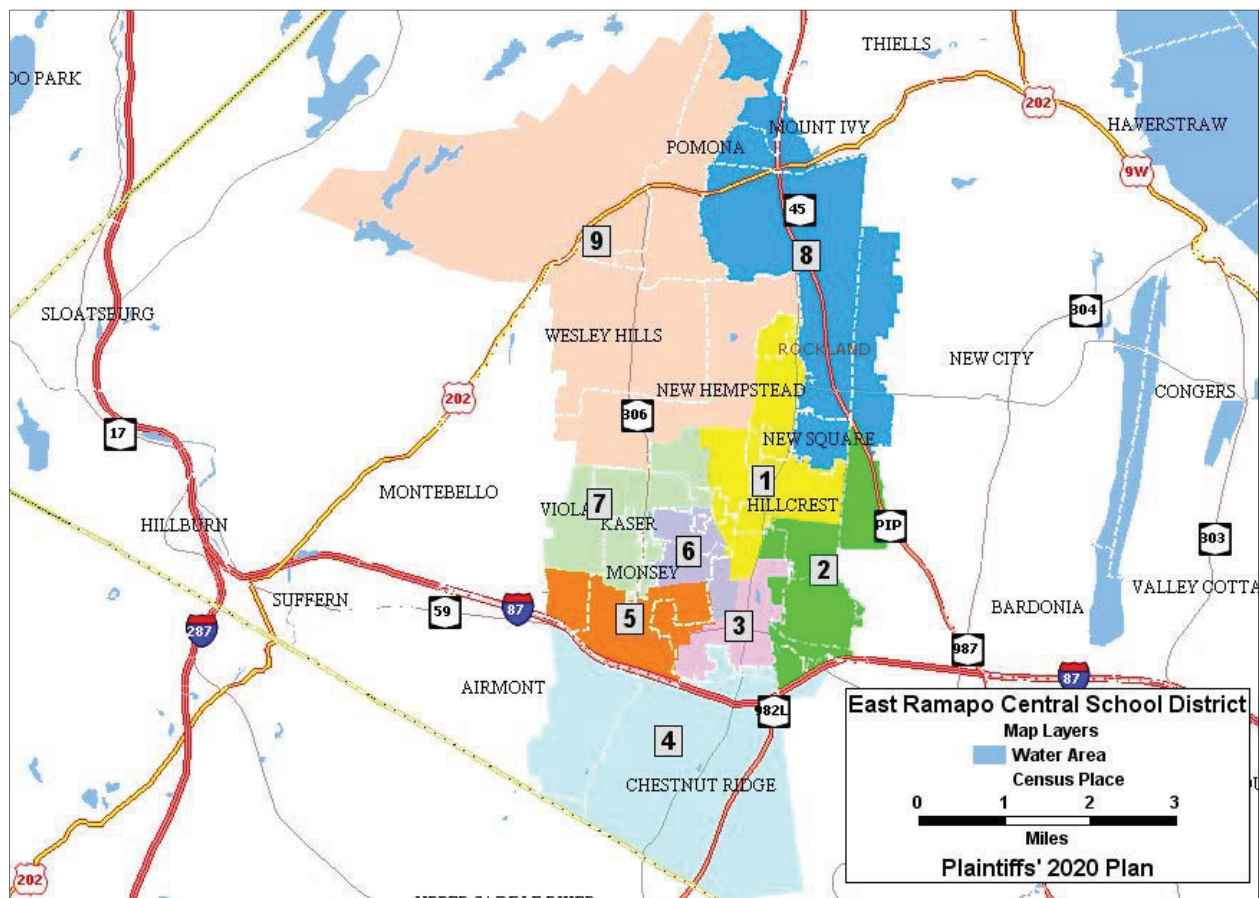 THIELLS
DO PARK
202
HAVERSTRAW
MOUNT IVY
POMONA
9W
45
9
8
SLOATSBURG
304
WESLEY HILLS
ROCKLAND
NEW CITY
NEW HEMPSTEAD
CONGERS
202
306
17
NEW SQUARE
MONTEBELLO
1
7
VIOLA
HILLCREST
HILLBURN
KASER
PIP
303
6
MONSEY
2
VALLEY COTTA
SUFFERN
59
87
BARDONIA
5
3
287
987
AIRMONT
87
982L
4
CHESTNUT RIDGE
202
East Ramapo Central School District
Map Layers
Water Area
Census Place
0 1 2 3
Miles
Plaintiffs' 2020 Plan